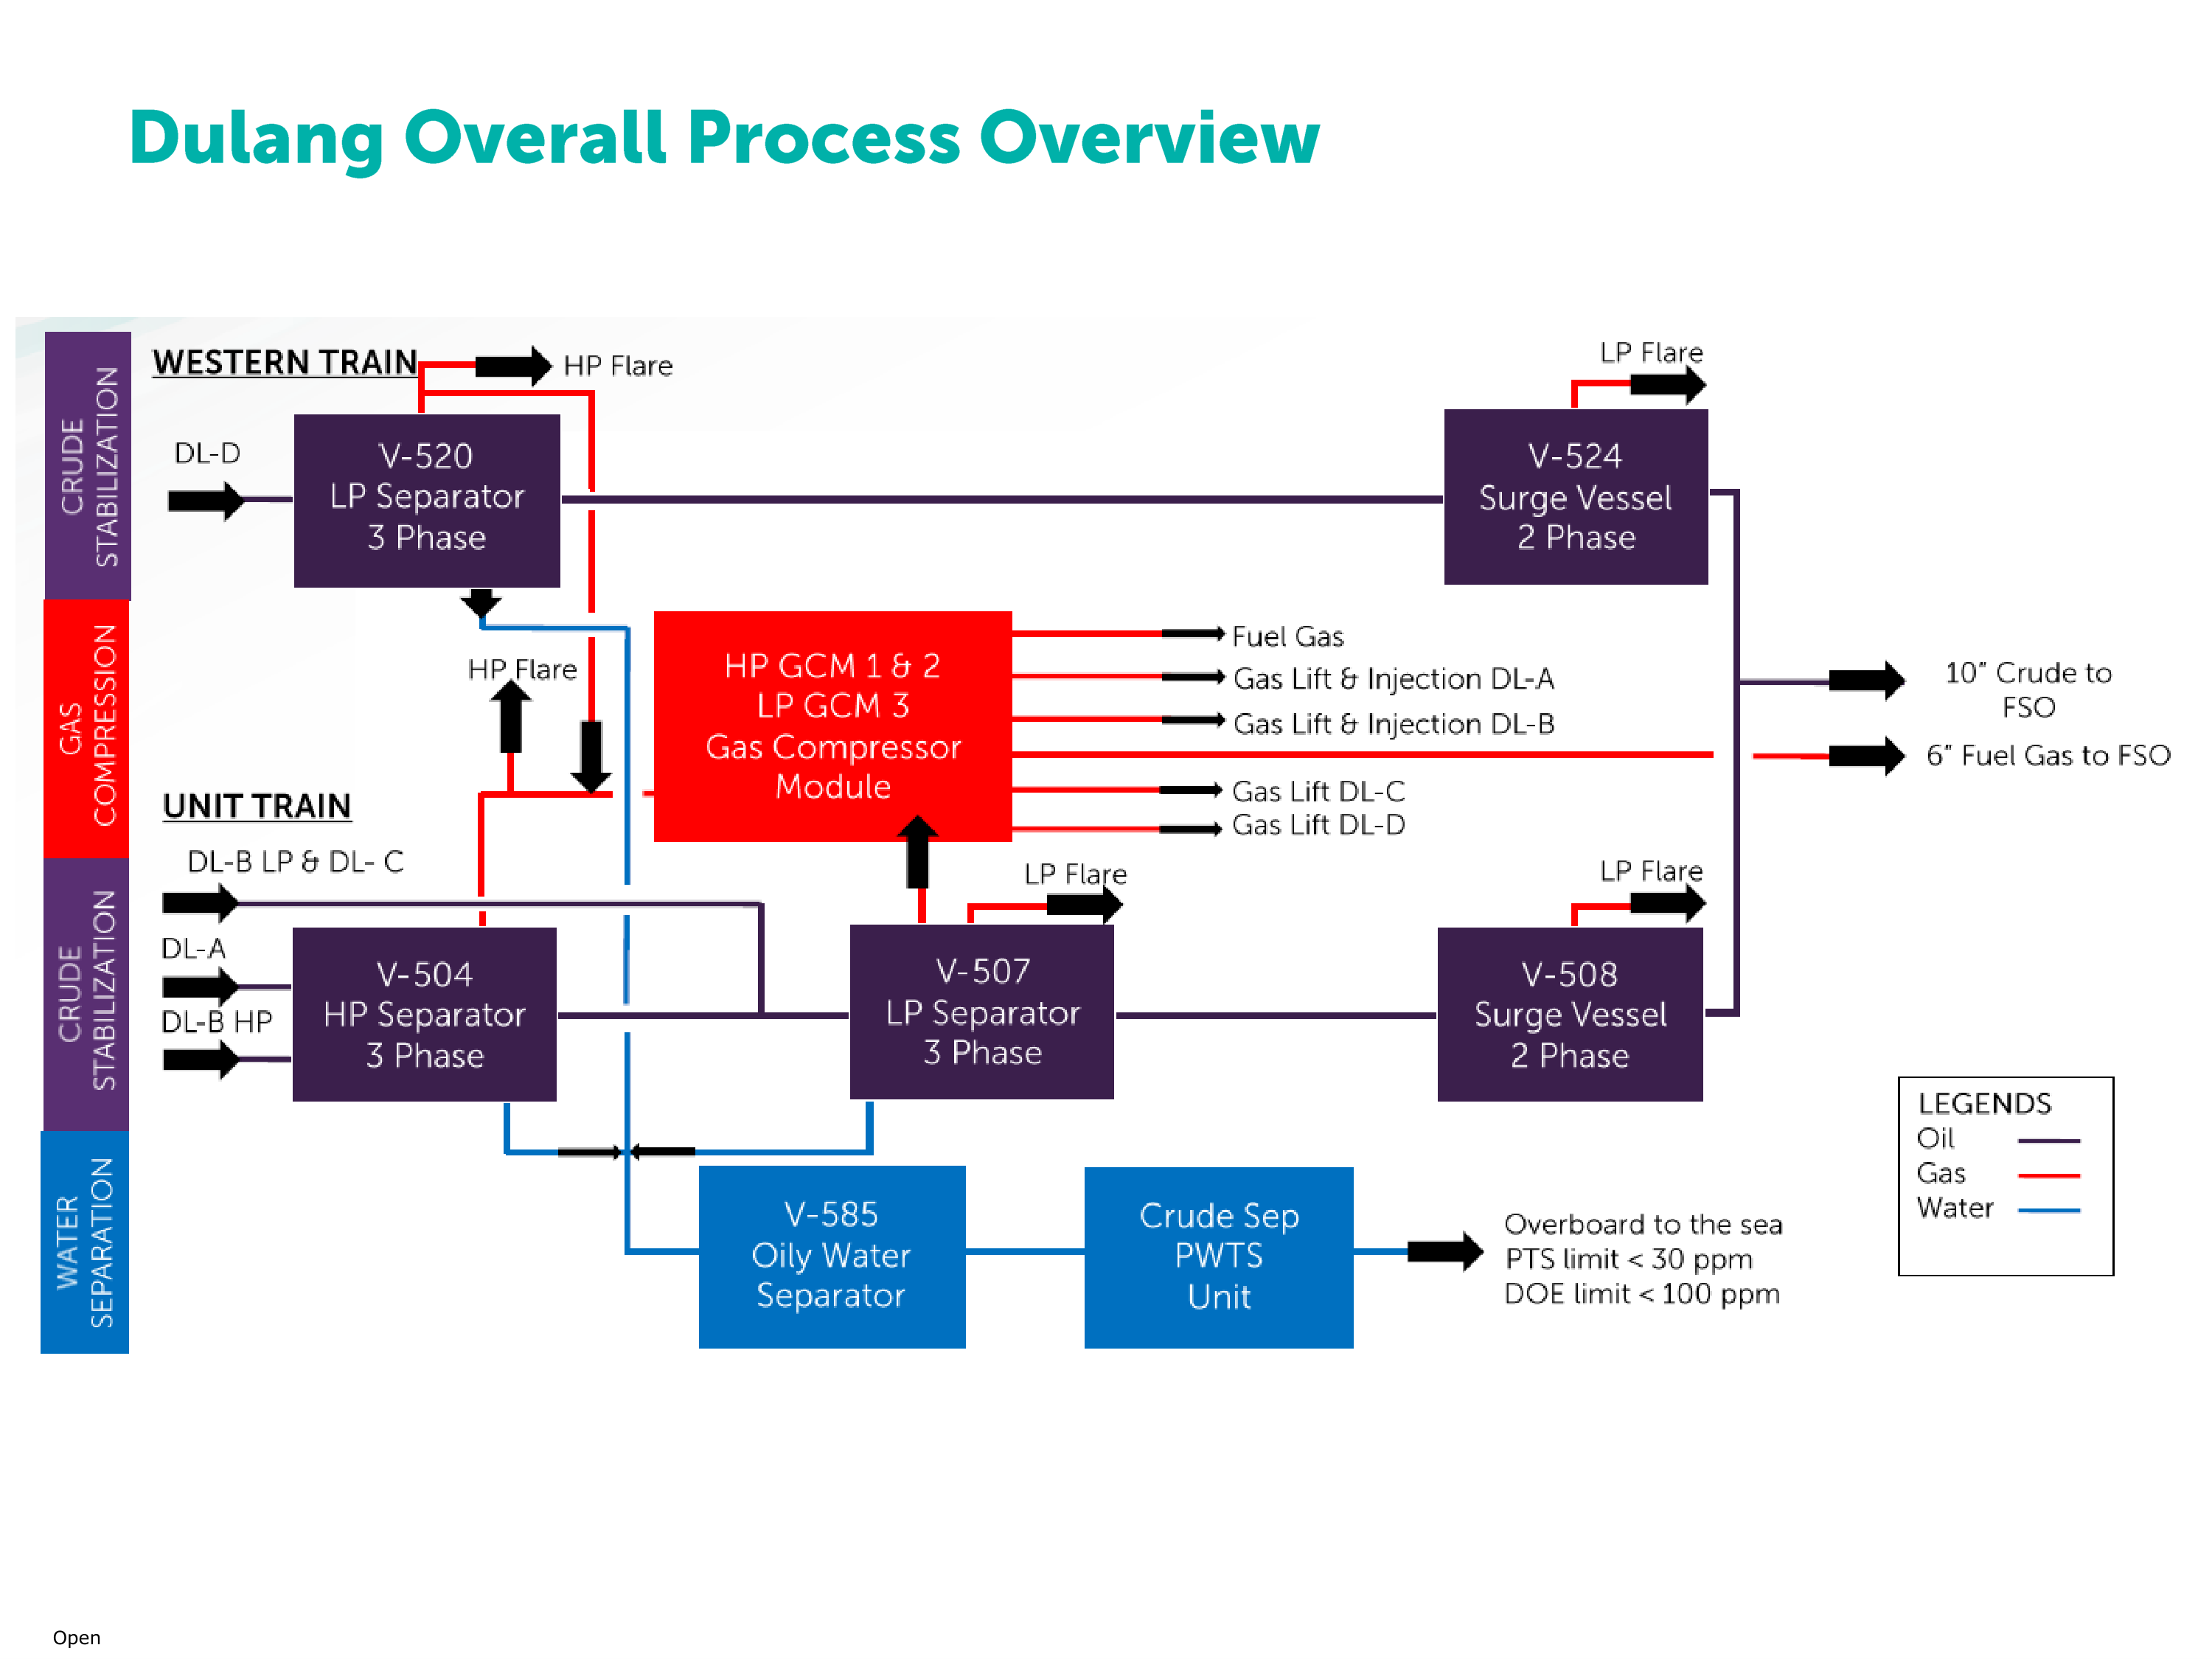 Dulang Overall Process Overview
CRUDE
STABILIZATION
WESTERN TRAIN
HP Flare
DL-D
V-520
LP Separator
3 Phase
LP Flare
V-524
Surge Vessel
2 Phase
GAS
COMPRESSION
HP Flare
HP GCM 1 & 2
LP GCM 3
Gas Compressor
Module
Fuel Gas
Gas Lift & Injection DL-A
Gas Lift & Injection DL-B
Gas Lift DL-C
Gas Lift DL-D
10” Crude to
FSO
6” Fuel Gas to FSO
UNIT TRAIN
CRUDE
STABILIZATION
DL-B LP & DL- C
DL-A
DL-B HP
V-504
HP Separator
3 Phase
LP Flare
V-507
LP Separator
3 Phase
LP Flare
V-508
Surge Vessel
2 Phase
WATER
SEPARATION
V-585
Oily Water
Separator
Crude Sep
PWTS
Unit
Overboard to the sea
PTS limit < 30 ppm
DOE limit < 100 ppm
LEGENDS
Oil
Gas
Water
Open